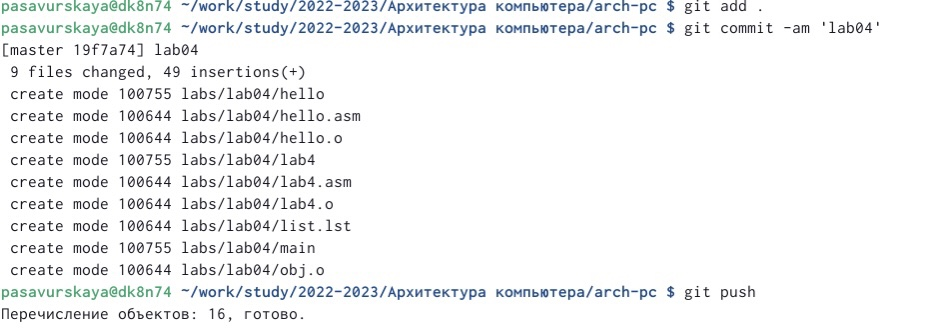 pasavurskaya@dk8n74 ~/work/study/2022-2023/Архитектура компьютера/arch-pc $ git add .
pasavurskaya@dk8n74 ~/work/study/2022-2023/Архитектура компьютера/arch-pc $ git commit -am 'lab04'
[master 19f7a74] lab04
 9 files changed, 49 insertions(+)
 create mode 100755 labs/lab04/hello
 create mode 100644 labs/lab04/hello.asm
 create mode 100644 labs/lab04/hello.o
 create mode 100755 labs/lab04/lab4
 create mode 100644 labs/lab04/lab4.asm
 create mode 100644 labs/lab04/lab4.o
 create mode 100644 labs/lab04/list.lst
 create mode 100755 labs/lab04/main
 create mode 100644 labs/lab04/obj.o
pasavurskaya@dk8n74 ~/work/study/2022-2023/Архитектура компьютера/arch-pc $ git push
Перечисление объектов: 16, готово.